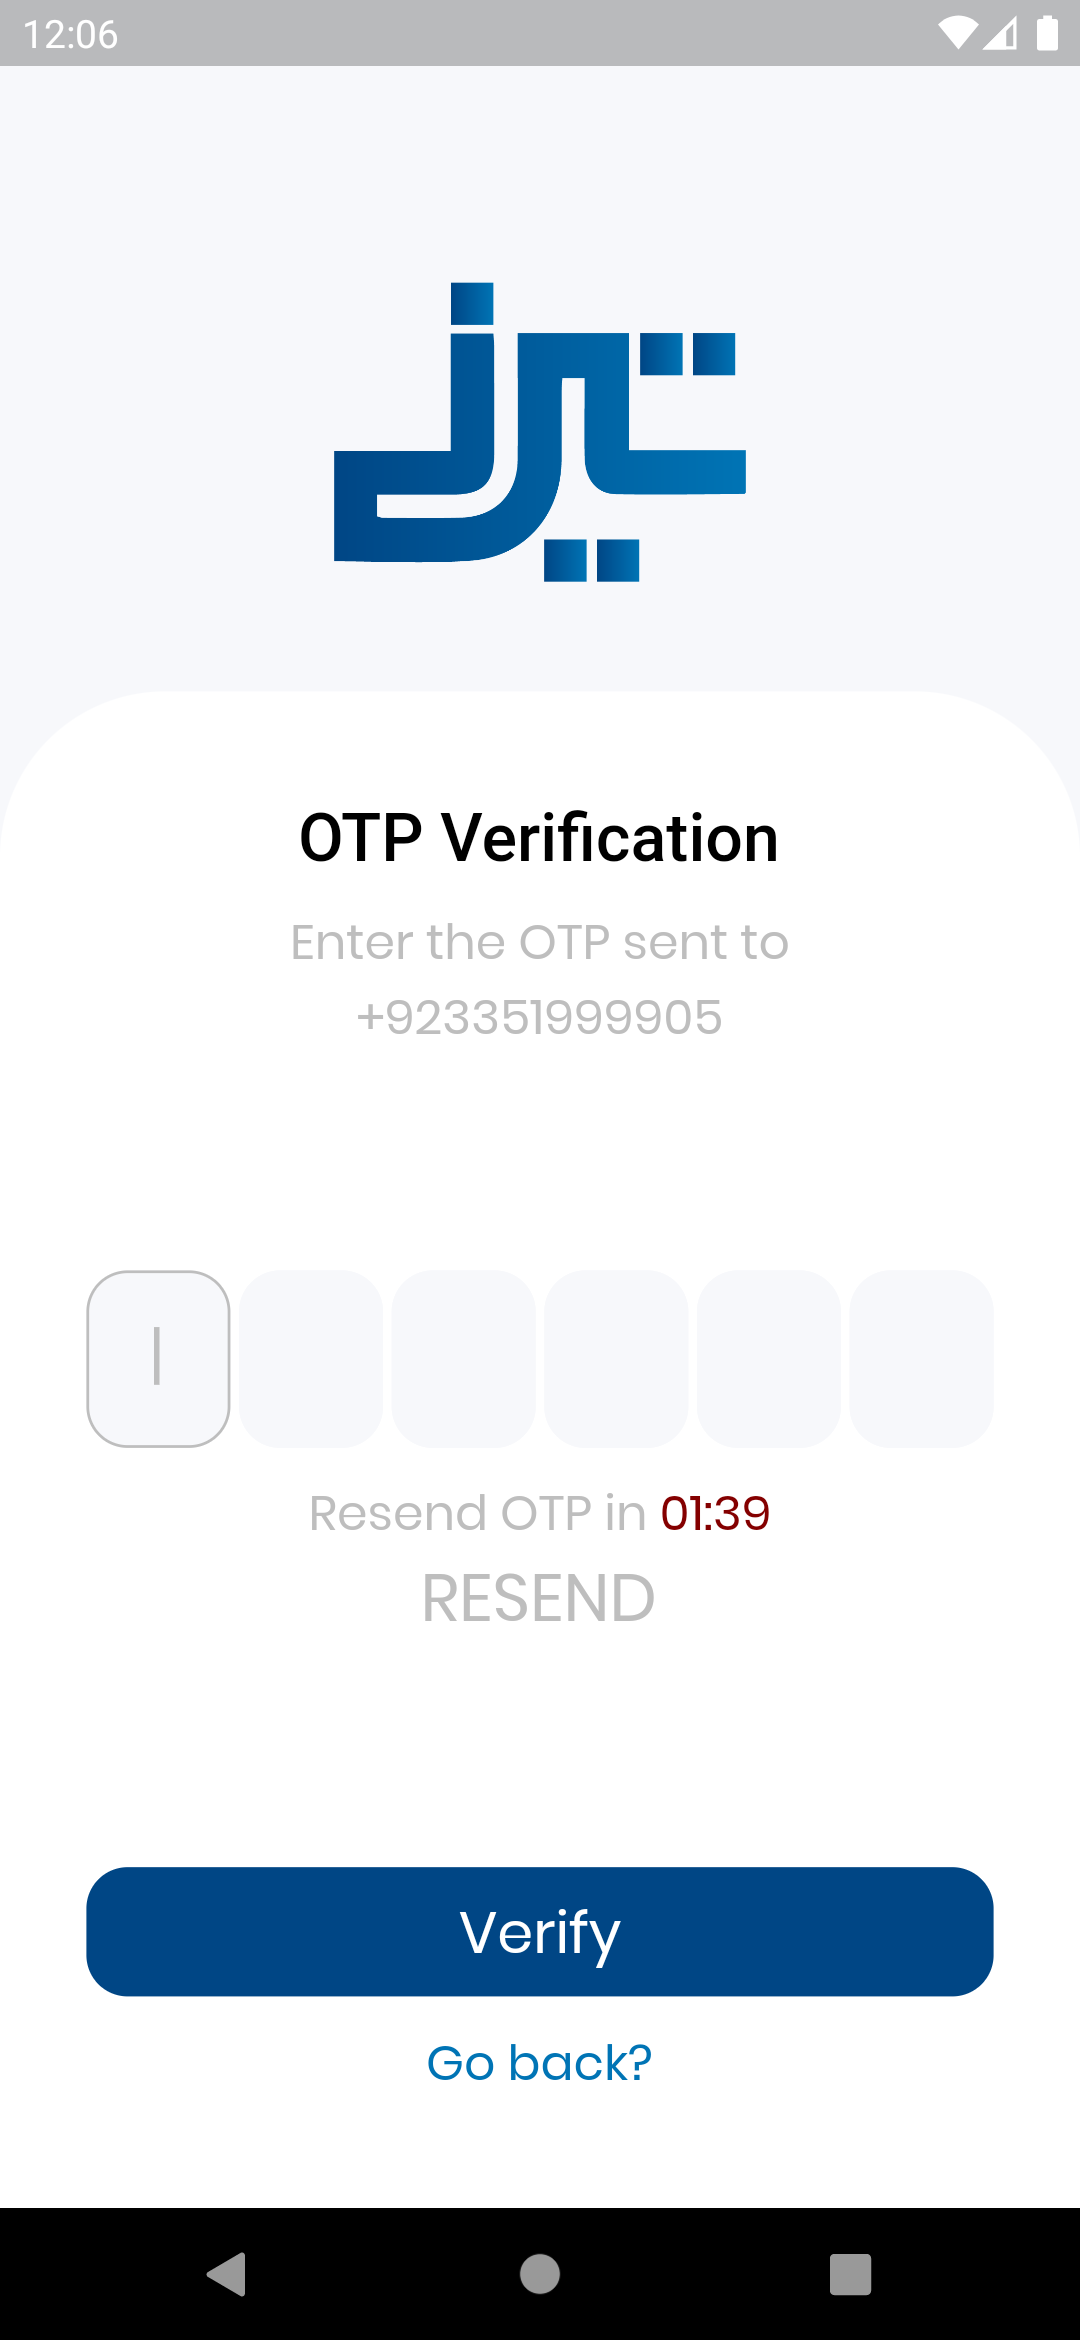 12:06
تیز
OTP Verification
Enter the OTP sent to
+923351999905
Resend OTP in 01:39
RESEND
Verify
Go back?